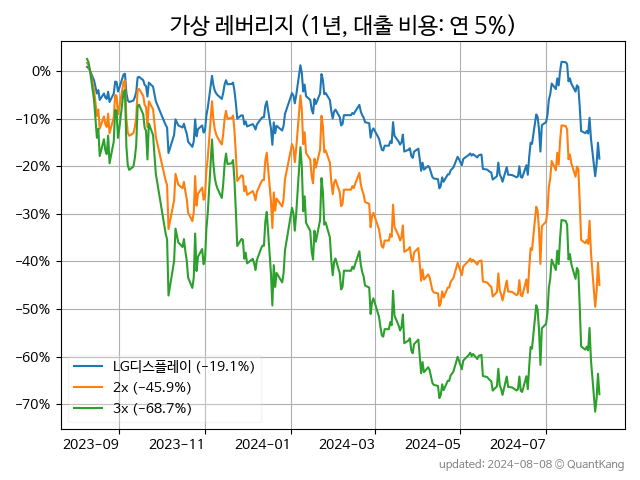 가상 레버리지 (1년, 대출 비용: 연 5%)
0%
−10%
−20%
−30%
−40%
−50%
−60%
−70%
LG디스플레이 (−19.1%)
2x (−45.9%)
3x (−68.7%)
2023-09 2023-11 2024-01 2024-03 2024-05 2024-07
updated: 2024-08-08 © QuantKang